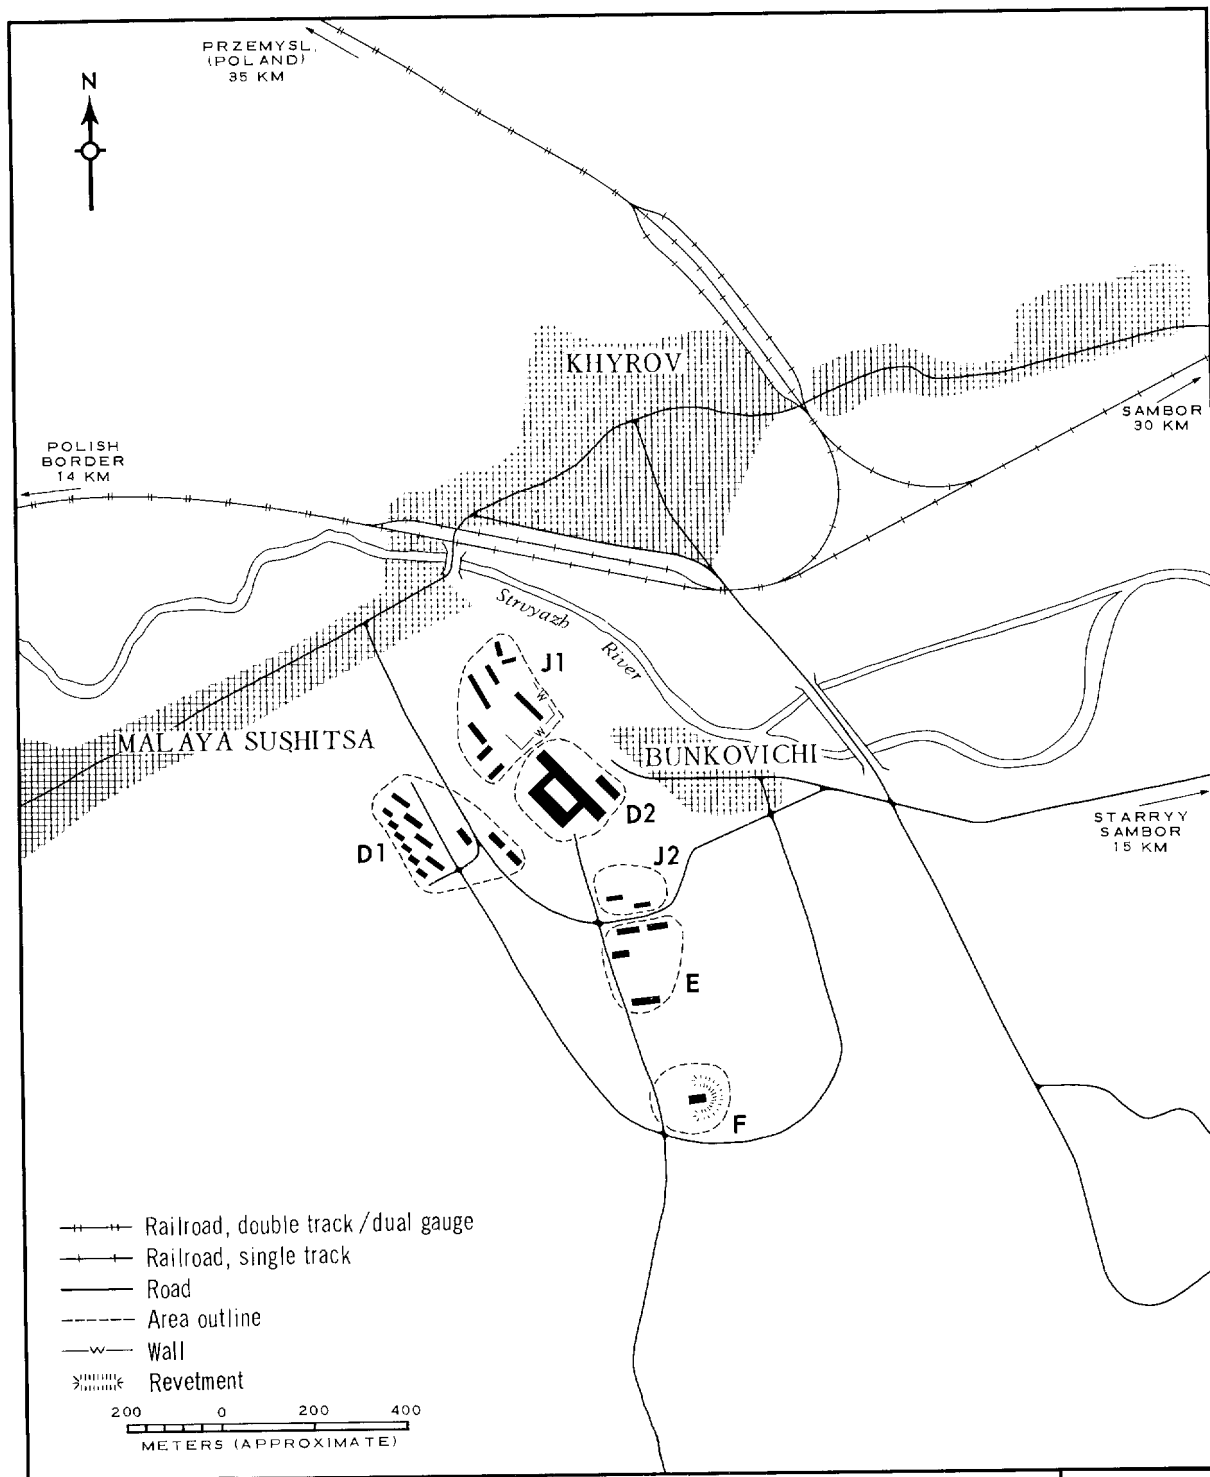 PRZEMYSL,
(POLAND)
35 KM
N
KHYROV
SAMBOR
30 KM
POLISH
BORDER
14 KM
Strvyazh
River
J1
MALAYA SUSHITSA
BUNKOVICHI
D2
STARRYY
SAMBOR
15 KM
D1
J2
E
F
Railroad, double track / dual gauge
Railroad, single track
Road
Area outline
W Wall
Revetment
200 0 200 400
METERS (APPROXIMATE)
W
W